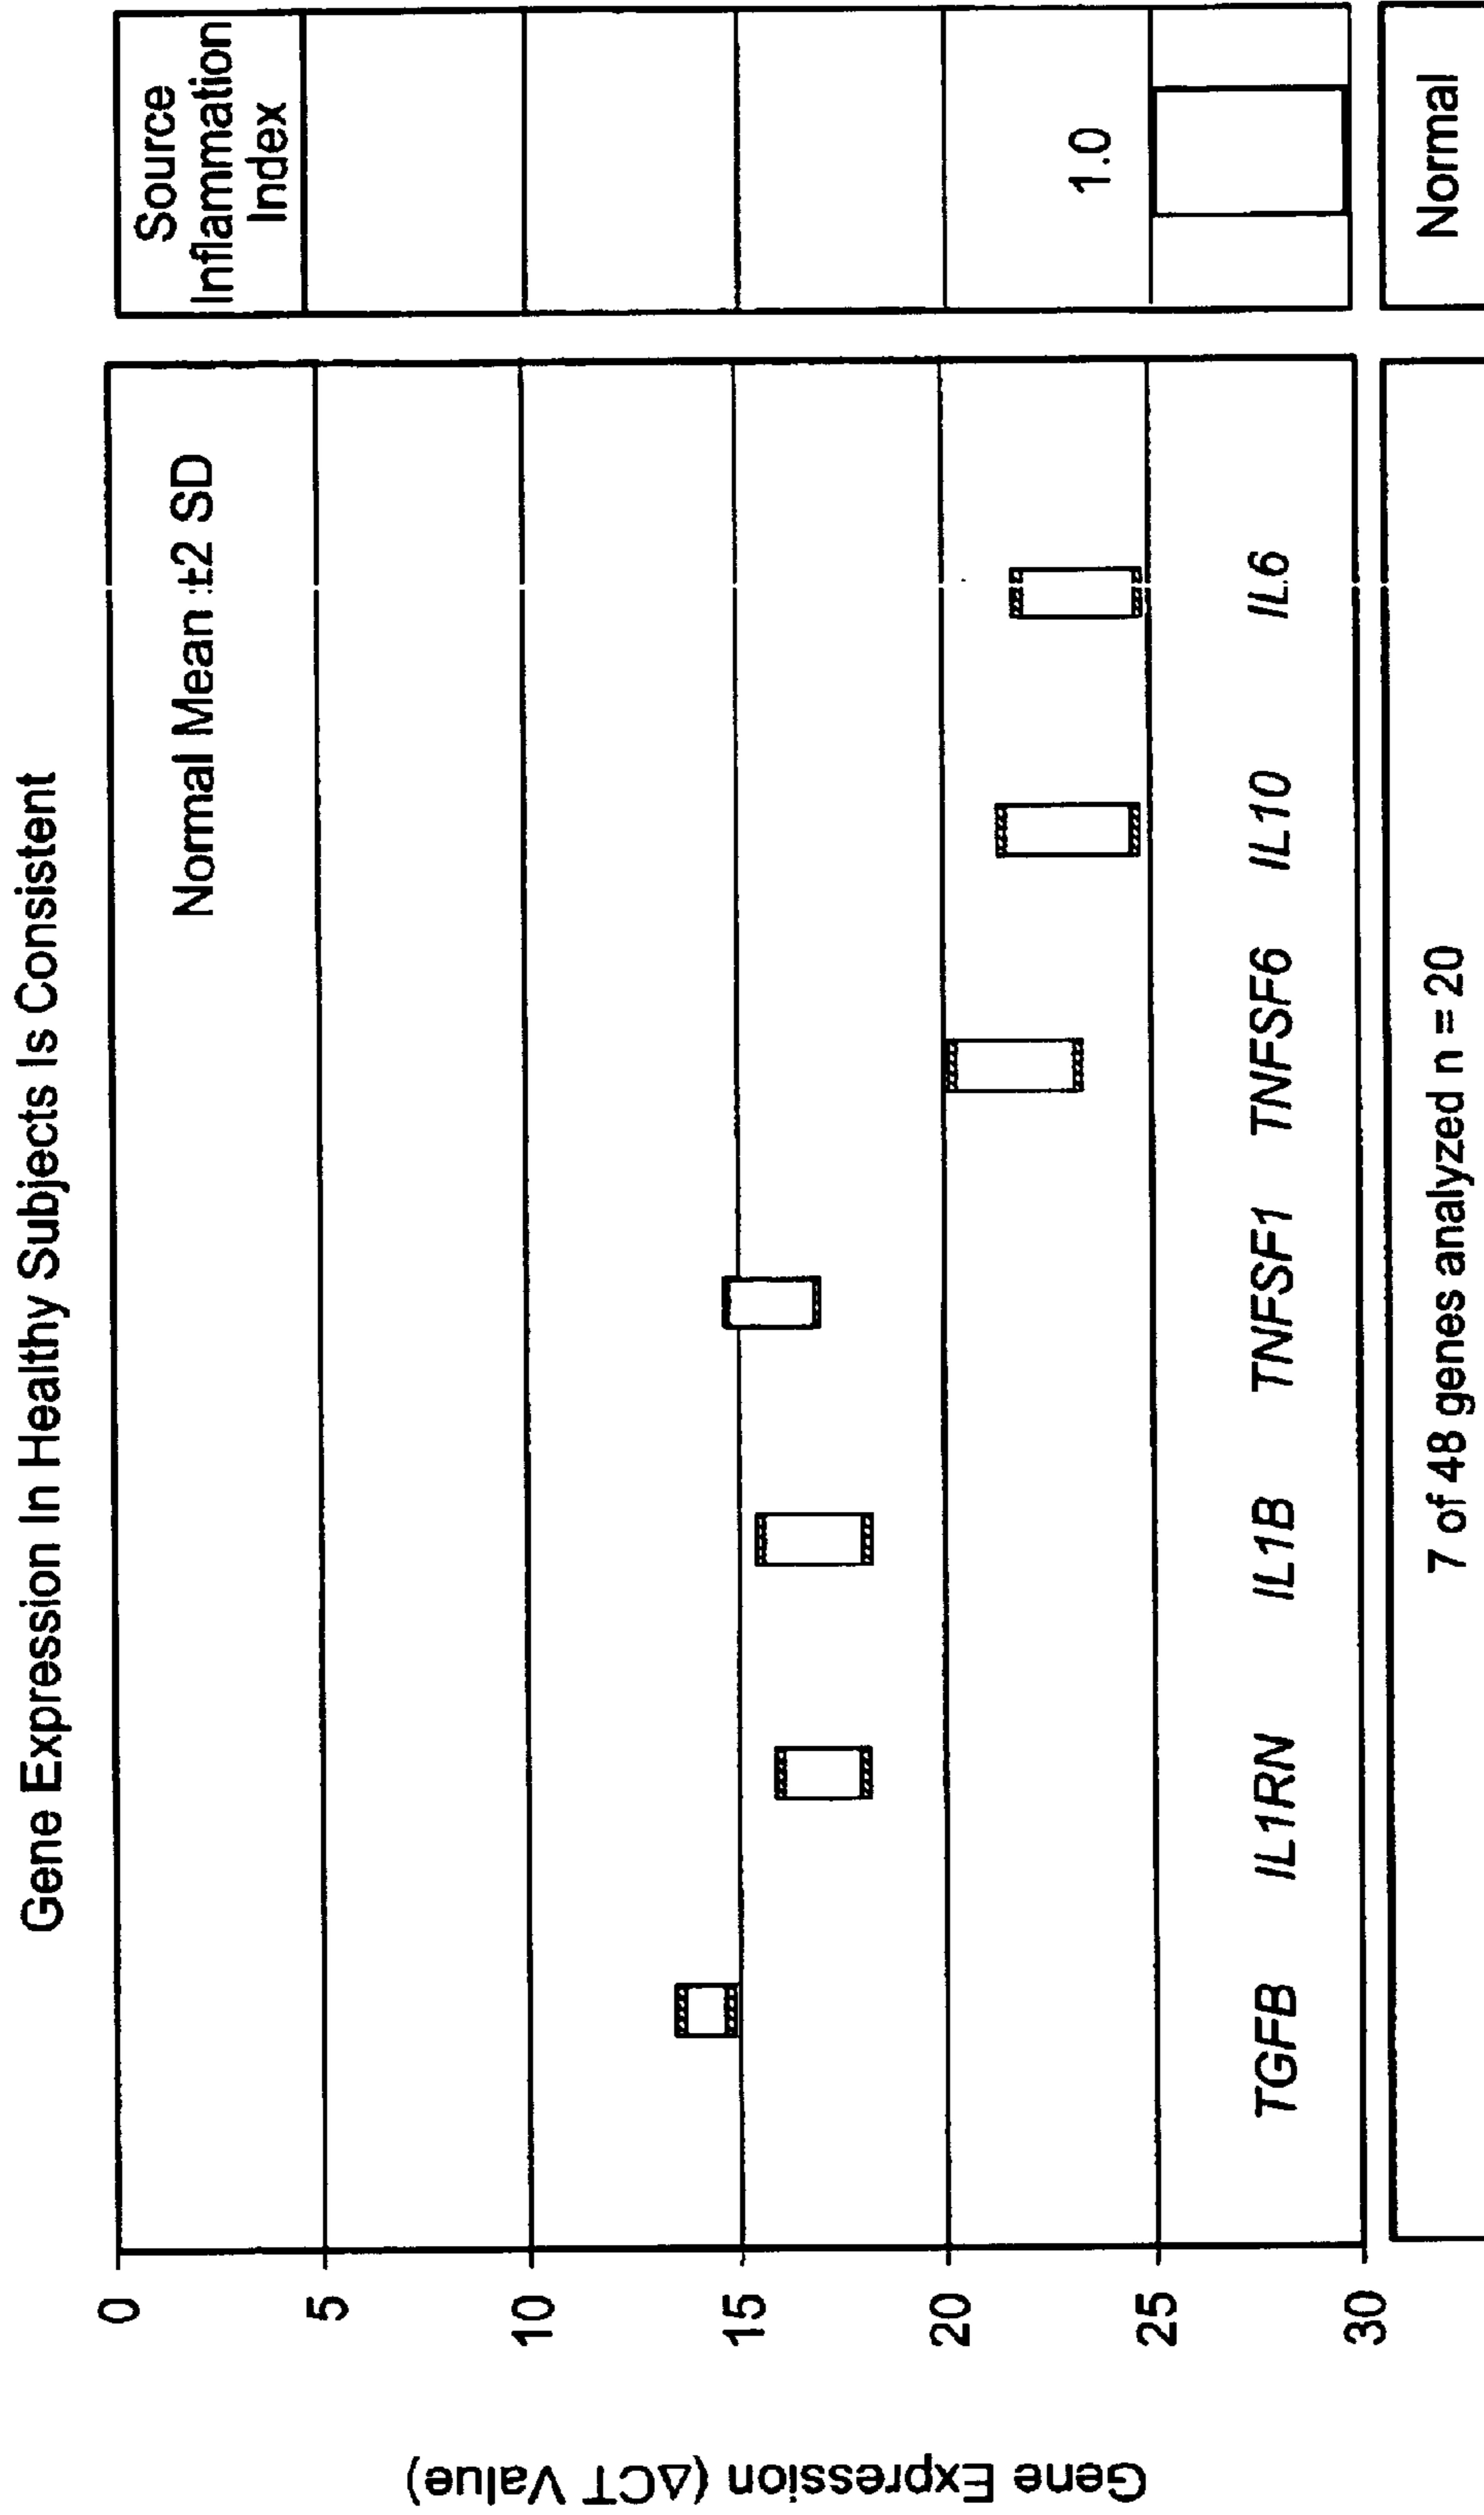 Gene Expression In Healthy Subjects Is Consistent
Gene Expression (ΔCT Value)
0
5
10
15
20
25
30
Normal Mean ±2 SD
TGFB IL1RN IL1B TNFSF1 TNFSF6 IL10 IL6
7 of 48 genes analyzed n = 20
Source
Inflammation
Index
1.0
Normal